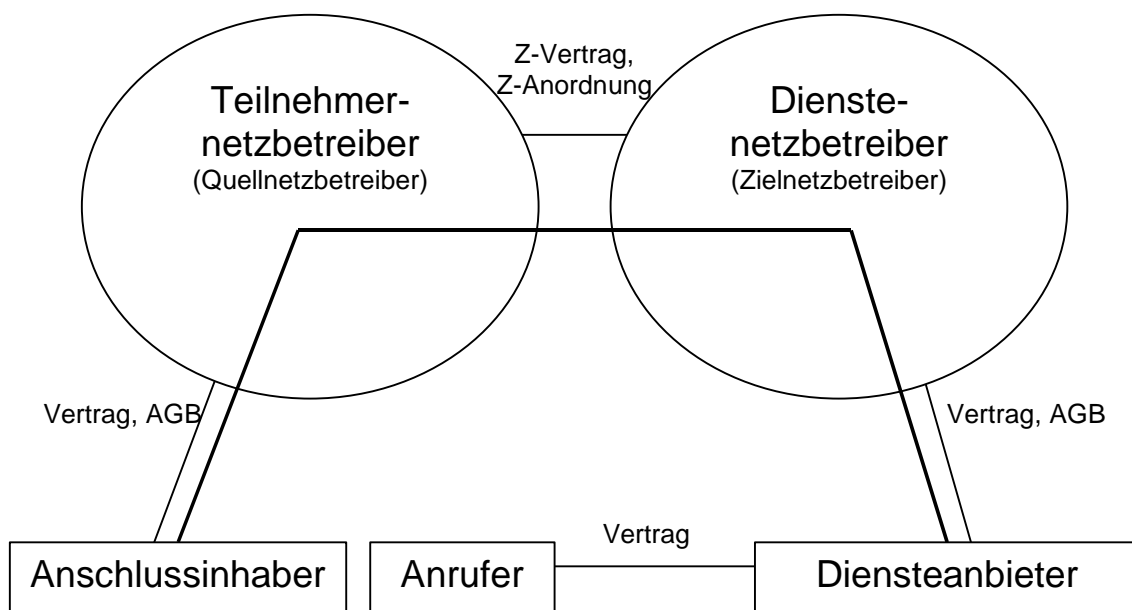 Z-Vertrag,
Z-Anordnung
Teilnehmer-
netzbetreiber
(Quellnetzbetreiber)
Dienste-
netzbetreiber
(Zielnetzbetreiber)
Vertrag, AGB
Vertrag, AGB
Vertrag
Anschlussinhaber
Anrufer
Diensteanbieter